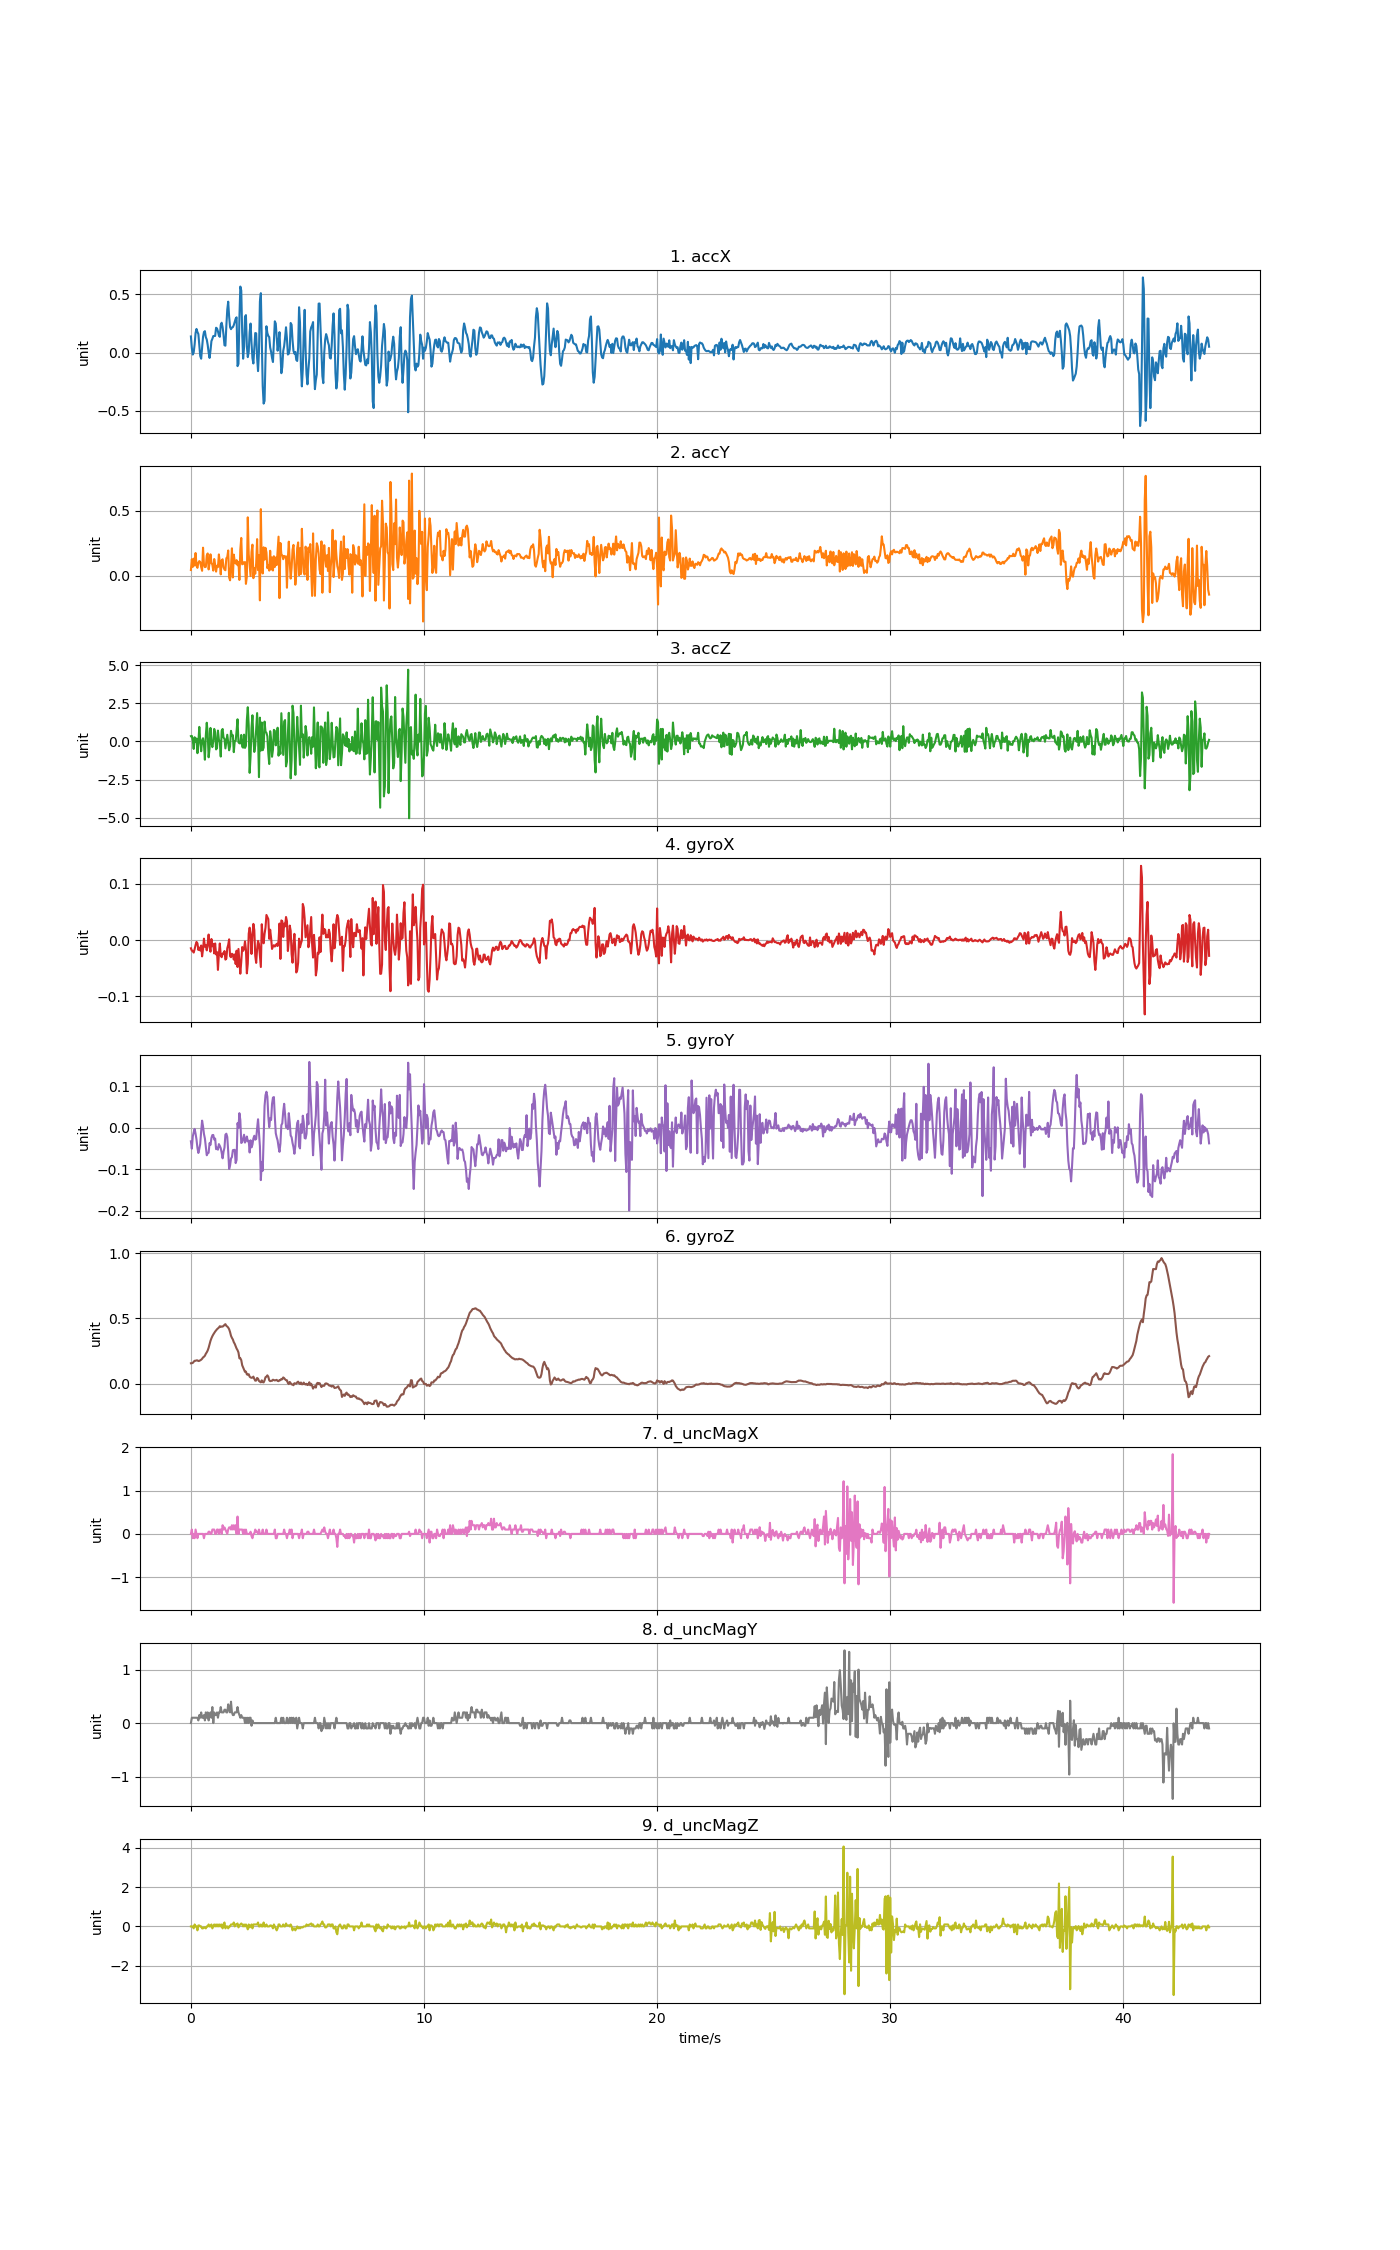 1. accX
0.5
0.0
−0.5
unit
2. accY
0.5
0.0
unit
3. accZ
5.0
2.5
0.0
−2.5
−5.0
unit
4. gyroX
0.1
0.0
−0.1
unit
5. gyroY
0.1
0.0
−0.1
−0.2
unit
6. gyroZ
1.0
0.5
0.0
unit
7. d_uncMagX
2
1
0
−1
unit
8. d_uncMagY
1
0
−1
unit
9. d_uncMagZ
4
2
0
−2
unit
0 10 20 30 40
time/s